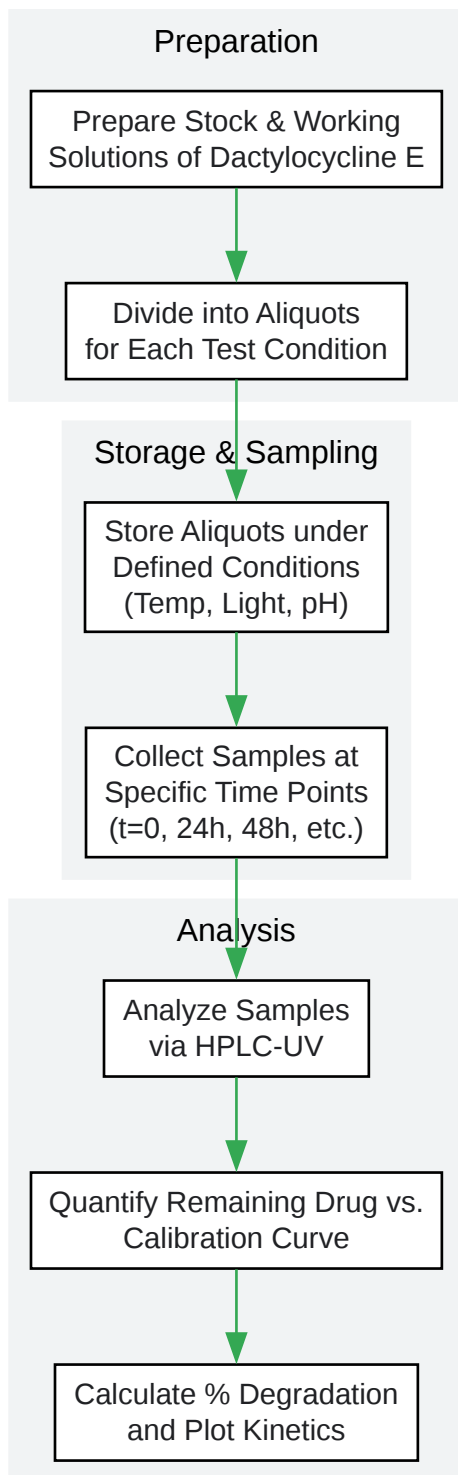 Preparation
Prepare Stock & Working
Solutions of Dactylocycline E
Divide into Aliquots
for Each Test Condition
Storage & Sampling
Store Aliquots under
Defined Conditions
(Temp, Light, pH)
Collect Samples at
Specific Time Points
(t=0, 24h, 48h, etc.)
Analysis
Analyze Samples
via HPLC-UV
Quantify Remaining Drug vs.
Calibration Curve
Calculate % Degradation
and Plot Kinetics